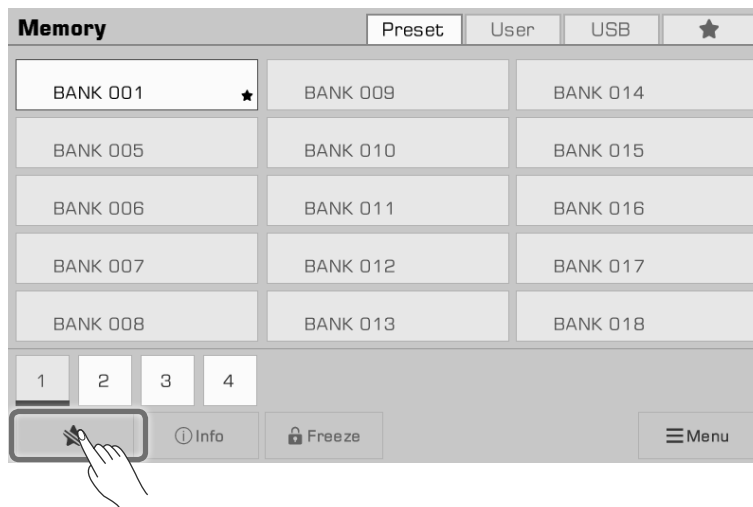 Memory Preset User USB
BANK 001 BANK 009 BANK 014
BANK 005 BANK 010 BANK 015
BANK 006 BANK 011 BANK 016
BANK 007 BANK 012 BANK 017
BANK 008 BANK 013 BANK 018
1 2 3 4
Info Freeze Menu